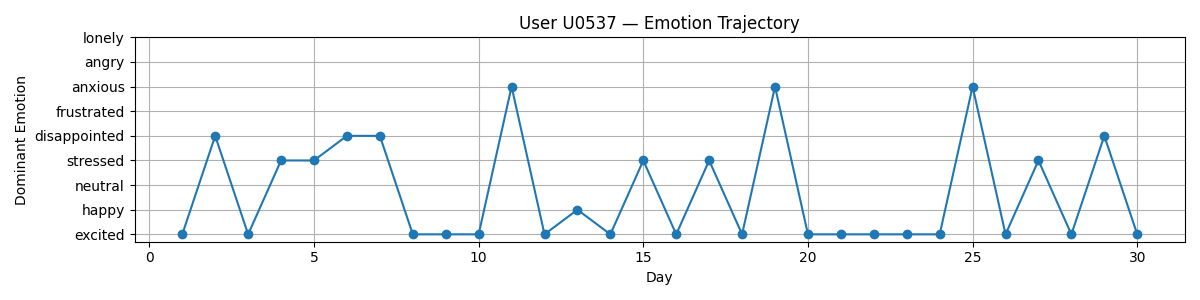 User U0537 — Emotion Trajectory
lonely
angry
anxious
frustrated
disappointed
stressed
neutral
happy
excited
Dominant Emotion
0 5 10 15 20 25 30
Day